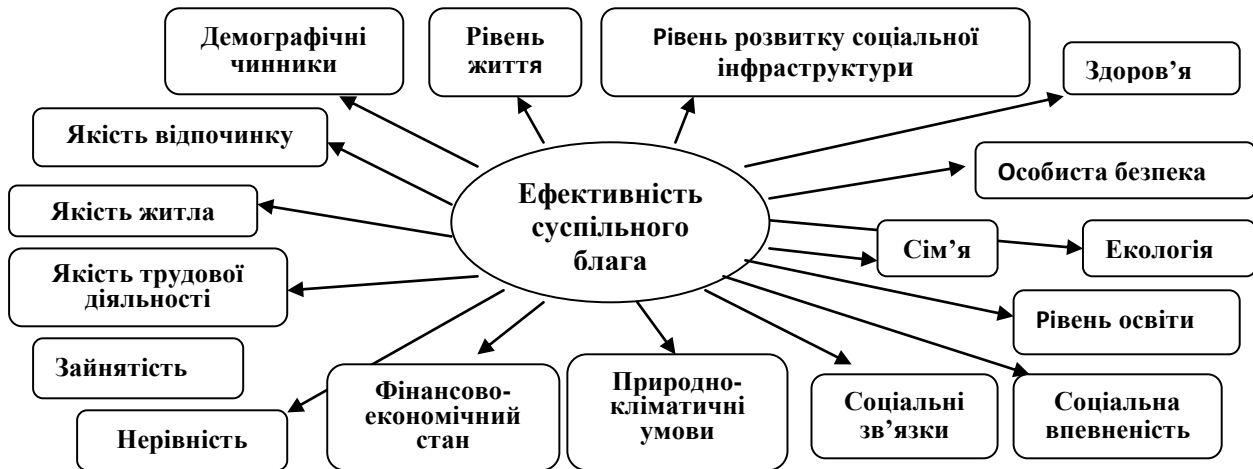 Демографічні
чинники
Рівень
життя
Рівень розвитку соціальної
інфраструктури
Здоров’я
Якість відпочинку
Особиста безпека
Ефективність
суспільного
блага
Якість житла
Сім’я
Екологія
Якість трудової
діяльності
Рівень освіти
Зайнятість
Нерівність
Фінансово-
економічний
стан
Природно-
кліматичні
умови
Соціальні
зв’язки
Соціальна
впевненість